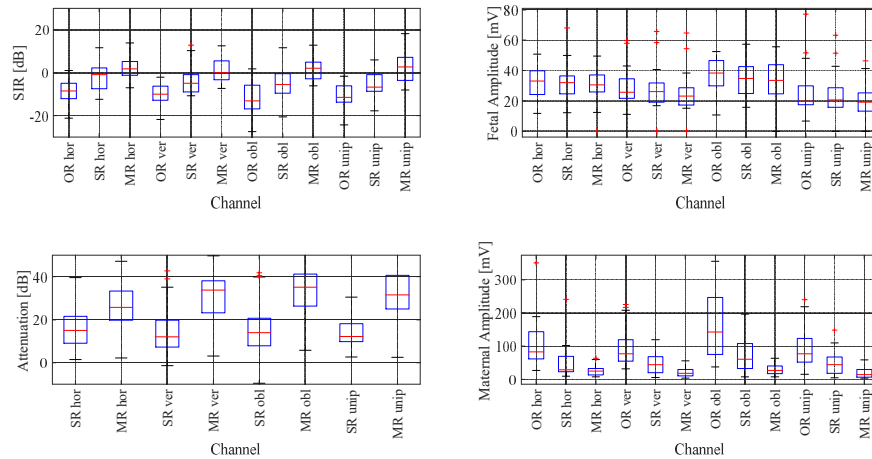 SIR [dB]
20
0
-20
OR hor
SR hor
MR hor
OR ver
SR ver
MR ver
OR obl
SR obl
MR obl
OR unip
SR unip
MR unip
Channel
Fetal Amplitude [mV]
80
60
40
20
0
OR hor
SR hor
MR hor
OR ver
SR ver
MR ver
OR obl
SR obl
MR obl
OR unip
SR unip
MR unip
Channel
Attenuation [dB]
40
20
0
SR hor
MR hor
SR ver
MR ver
SR obl
MR obl
SR unip
MR unip
Channel
Maternal Amplitude [mV]
300
200
100
0
OR hor
SR hor
MR hor
OR ver
SR ver
MR ver
OR obl
SR obl
MR obl
OR unip
SR unip
MR unip
Channel